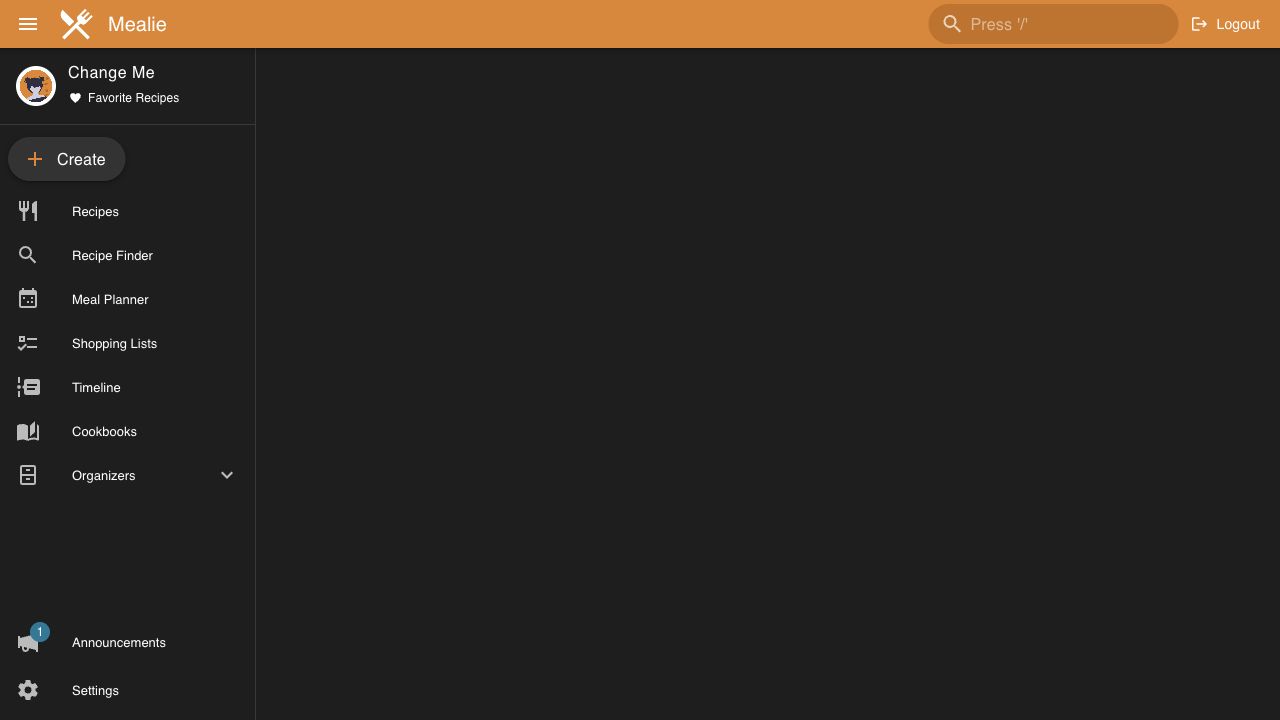 Mealie
Press '/'
Logout
Change Me
Favorite Recipes
Create
Recipes
Recipe Finder
Meal Planner
Shopping Lists
Timeline
Cookbooks
Organizers
1
Announcements
Settings